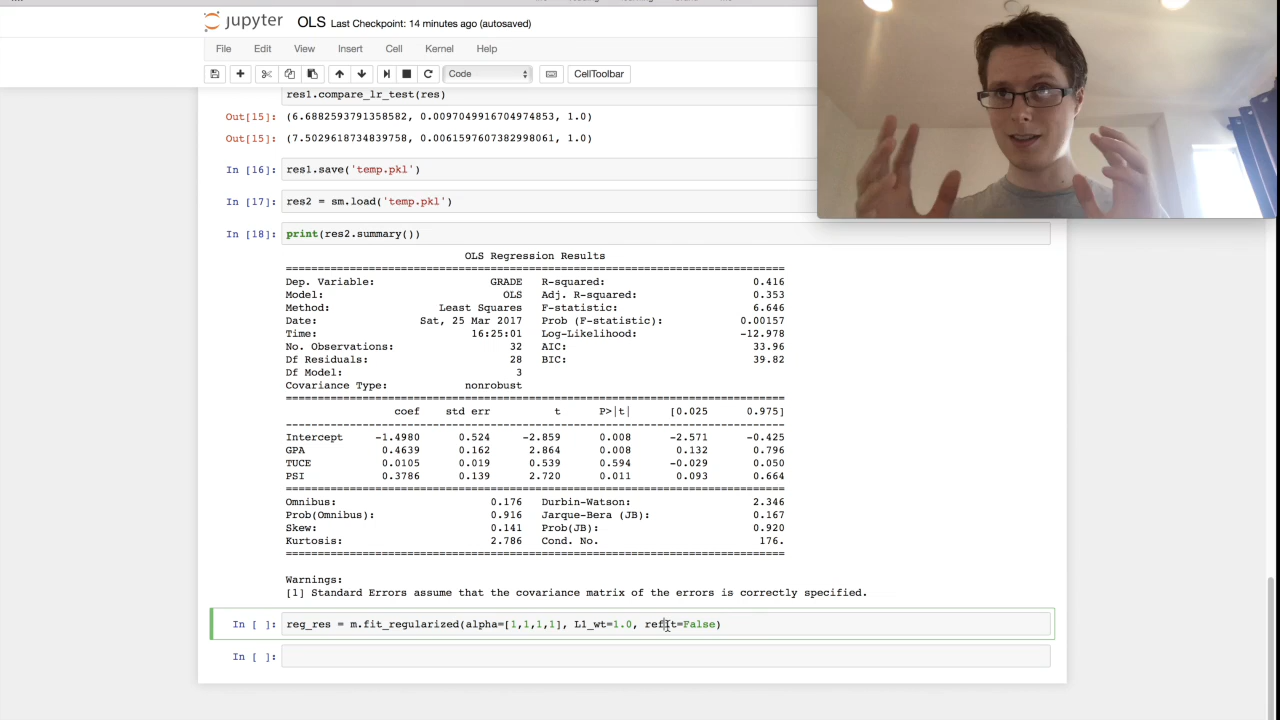 jupyter OLS Last Checkpoint: 14 minutes ago (autosaved)
File Edit View Insert Cell Kernel Help
Code CellToolbar
res1.compare_lr_test(res)
Out[15]: (6.6882593791358582, 0.0097049916704974853, 1.0)
Out[15]: (7.5029618734839758, 0.0061597607382998061, 1.0)
In [16]: res1.save('temp.pkl')
In [17]: res2 = sm.load('temp.pkl')
In [18]: print(res2.summary())
OLS Regression Results
==============================================================================
Dep. Variable: GRADE R-squared: 0.416
Model: OLS Adj. R-squared: 0.353
Method: Least Squares F-statistic: 6.646
Date: Sat, 25 Mar 2017 Prob (F-statistic): 0.00157
Time: 16:25:01 Log-Likelihood: -12.978
No. Observations: 32 AIC: 33.96
Df Residuals: 28 BIC: 39.82
Df Model: 3
Covariance Type: nonrobust
==============================================================================
coef std err t P>|t| [0.025 0.975]
------------------------------------------------------------------------------
Intercept -1.4980 0.524 -2.859 0.008 -2.571 -0.425
GPA 0.4639 0.162 2.864 0.008 0.132 0.796
TUCE 0.0105 0.019 0.539 0.594 -0.029 0.050
PSI 0.3786 0.139 2.720 0.011 0.093 0.664
==============================================================================
Omnibus: 0.176 Durbin-Watson: 2.346
Prob(Omnibus): 0.916 Jarque-Bera (JB): 0.167
Skew: 0.141 Prob(JB): 0.920
Kurtosis: 2.786 Cond. No. 176.
==============================================================================
Warnings:
[1] Standard Errors assume that the covariance matrix of the errors is correctly specified.
In [ ]: reg_res = m.fit_regularized(alpha=[1,1,1,1], L1_wt=1.0, refit=False)
In [ ]: